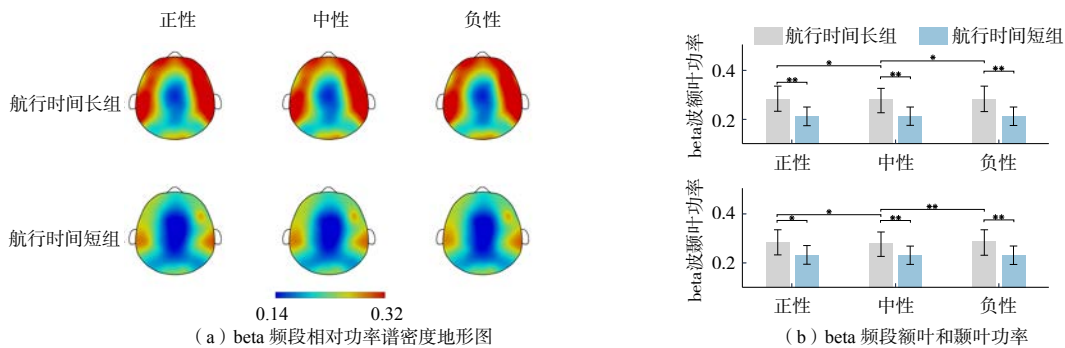 正性 中性 负性
航行时间长组
航行时间短组
0.14 0.32
（a）beta 频段相对功率谱密度地形图
航行时间长组 航行时间短组
beta波额叶功率
0.4
0.2
* *
** ** **
正性 中性 负性
beta波颞叶功率
0.4
0.2
* **
* ** **
正性 中性 负性
（b）beta 频段额叶和颞叶功率